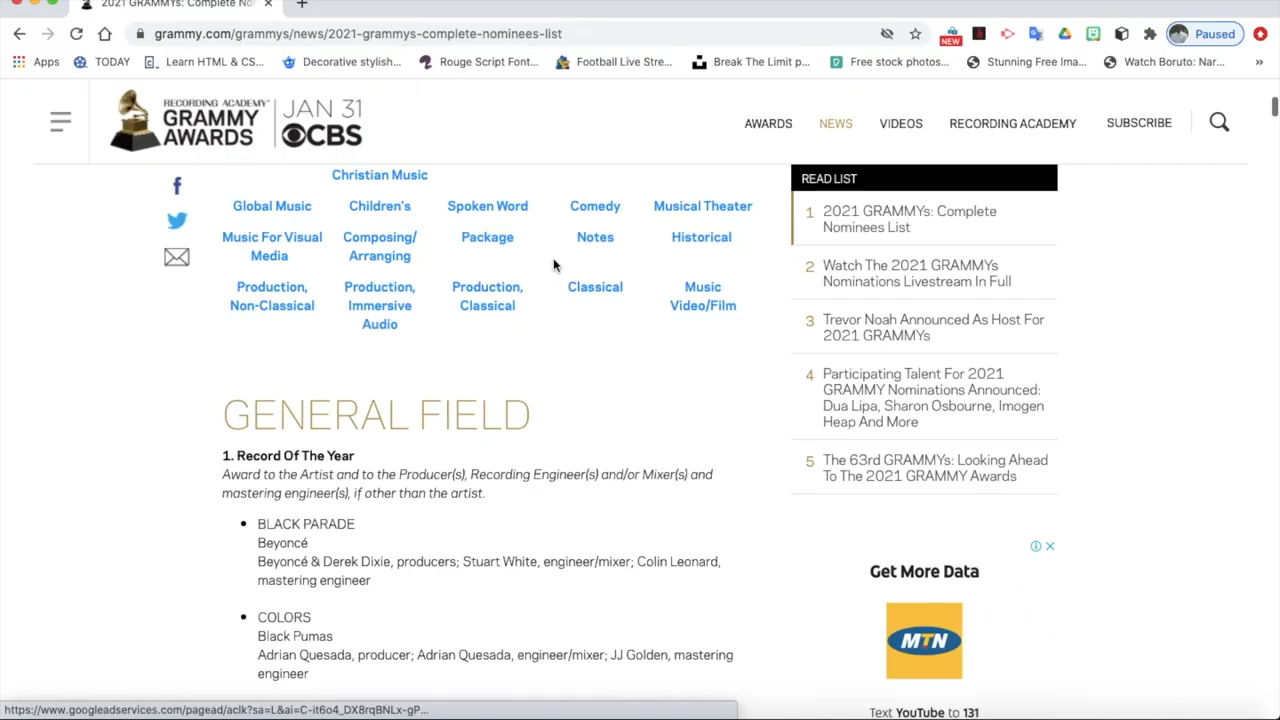 2021 GRAMMYs: Complete Nom
grammy.com/grammys/news/2021-grammys-complete-nominees-list
NEW
Paused
Apps
TODAY
Learn HTML & CS...
Decorative stylish...
Rouge Script Font...
Football Live Stre...
Break The Limit p...
Free stock photos...
Stunning Free Ima...
Watch Boruto: Nar...
»
RECORDING ACADEMY
GRAMMY
AWARDS
JAN 31
CBS
AWARDS
NEWS
VIDEOS
RECORDING ACADEMY
SUBSCRIBE
Christian Music
Global Music
Children's
Spoken Word
Comedy
Musical Theater
Music For Visual
Media
Composing/
Arranging
Package
Notes
Historical
Production,
Non-Classical
Production,
Immersive
Audio
Production,
Classical
Classical
Music
Video/Film
GENERAL FIELD
1. Record Of The Year
Award to the Artist and to the Producer(s), Recording Engineer(s) and/or Mixer(s) and
mastering engineer(s), if other than the artist.
• BLACK PARADE
Beyoncé
Beyoncé & Derek Dixie, producers; Stuart White, engineer/mixer; Colin Leonard,
mastering engineer
• COLORS
Black Pumas
Adrian Quesada, producer; Adrian Quesada, engineer/mixer; JJ Golden, mastering
engineer
READ LIST
1 2021 GRAMMYs: Complete
Nominees List
2 Watch The 2021 GRAMMYs
Nominations Livestream In Full
3 Trevor Noah Announced As Host For
2021 GRAMMYs
4 Participating Talent For 2021
GRAMMY Nominations Announced:
Dua Lipa, Sharon Osbourne, Imogen
Heap And More
5 The 63rd GRAMMYs: Looking Ahead
To The 2021 GRAMMY Awards
Get More Data
MTN
Text YouTube to 131
https://www.googleadservices.com/pagead/aclk?sa=L&ai=C-it6o4_DX8rqBNLx-gP...